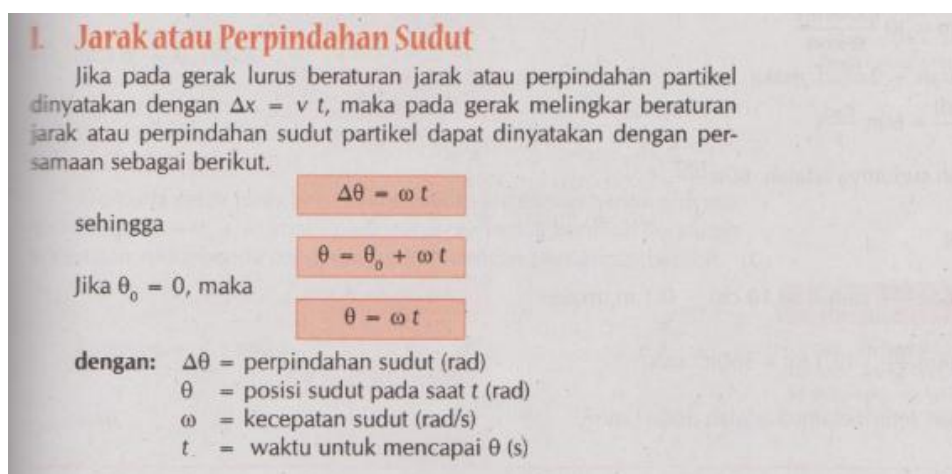 I. Jarak atau Perpindahan Sudut
Jika pada gerak lurus beraturan jarak atau perpindahan partikel
dinyatakan dengan Δx = v t, maka pada gerak melingkar beraturan
jarak atau perpindahan sudut partikel dapat dinyatakan dengan per-
samaan sebagai berikut.
Δθ = ω t
sehingga
θ = θ₀ + ω t
Jika θ₀ = 0, maka
θ = ω t
dengan: Δθ = perpindahan sudut (rad)
θ = posisi sudut pada saat t (rad)
ω = kecepatan sudut (rad/s)
t = waktu untuk mencapai θ (s)